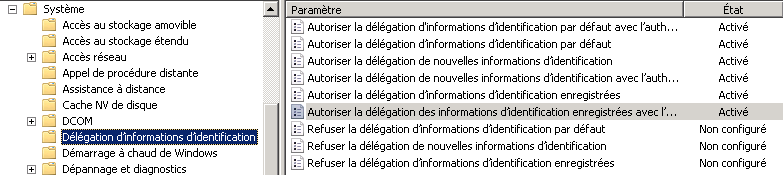 Système
Accès au stockage amovible
Accès au stockage étendu
Accès réseau
Appel de procédure distante
Assistance à distance
Cache NV de disque
DCOM
Délégation d'informations d'identification
Démarrage à chaud de Windows
Dépannage et diagnostics
Paramètre État
Autoriser la délégation d'informations d'identification par défaut avec l'auth... Activé
Autoriser la délégation d'informations d'identification par défaut Activé
Autoriser la délégation de nouvelles informations d'identification Activé
Autoriser la délégation de nouvelles informations d'identification avec l'auth... Activé
Autoriser la délégation d'informations d'identification enregistrées Activé
Autoriser la délégation des informations d'identification enregistrées avec l'... Activé
Refuser la délégation d'informations d'identification par défaut Non configuré
Refuser la délégation de nouvelles informations d'identification Non configuré
Refuser la délégation d'informations d'identification enregistrées Non configuré